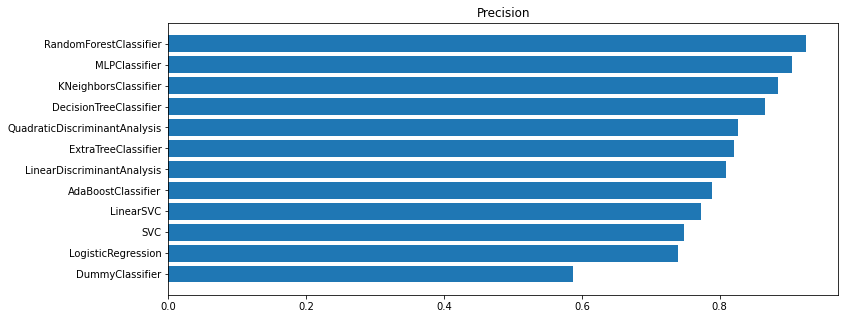 Precision
RandomForestClassifier
MLPClassifier
KNeighborsClassifier
DecisionTreeClassifier
QuadraticDiscriminantAnalysis
ExtraTreeClassifier
LinearDiscriminantAnalysis
AdaBoostClassifier
LinearSVC
SVC
LogisticRegression
DummyClassifier
0.0 0.2 0.4 0.6 0.8